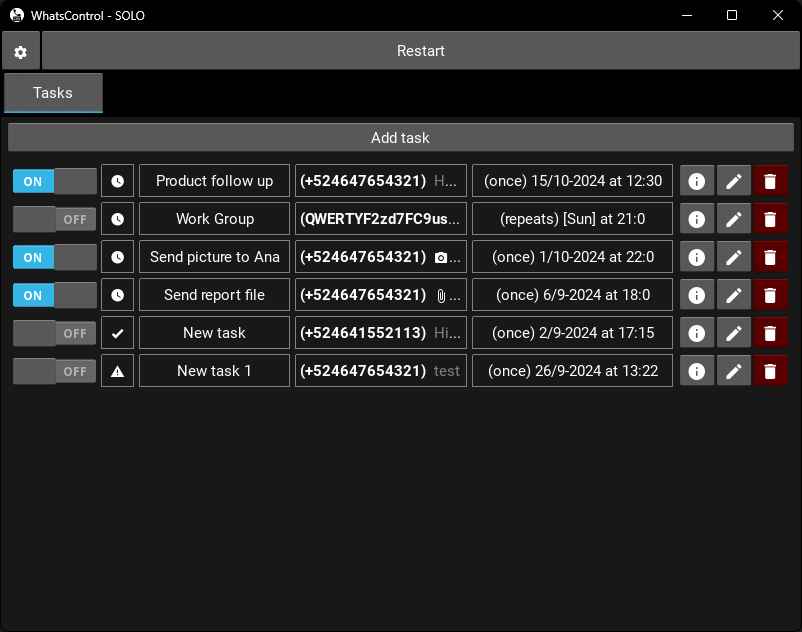 WhatsControl - SOLO
Restart
Tasks
Add task
ON Product follow up (+524647654321) H... (once) 15/10-2024 at 12:30
OFF Work Group (QWERTYF2zd7FC9us... (repeats) [Sun] at 21:0
ON Send picture to Ana (+524647654321) ... (once) 1/10-2024 at 22:0
ON Send report file (+524647654321) ... (once) 6/9-2024 at 18:0
OFF New task (+524641552113) Hi... (once) 2/9-2024 at 17:15
OFF New task 1 (+524647654321) test (once) 26/9-2024 at 13:22